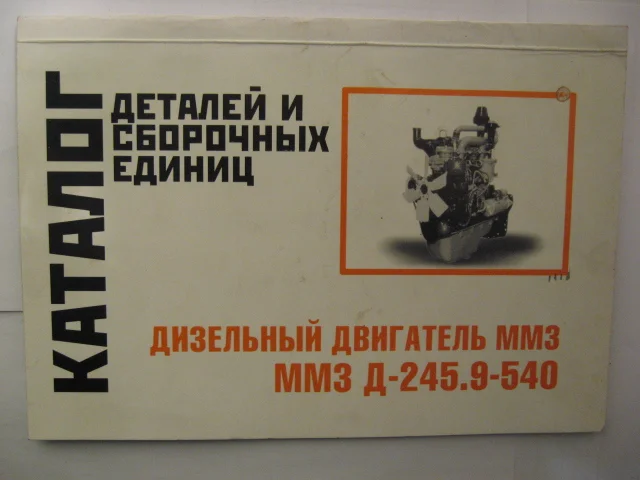 КАТАЛОГ
ДЕТАЛЕЙ И
СБОРОЧНЫХ
ЕДИНИЦ
ДИЗЕЛЬНЫЙ ДВИГАТЕЛЬ ММЗ
ММЗ Д-245.9-540